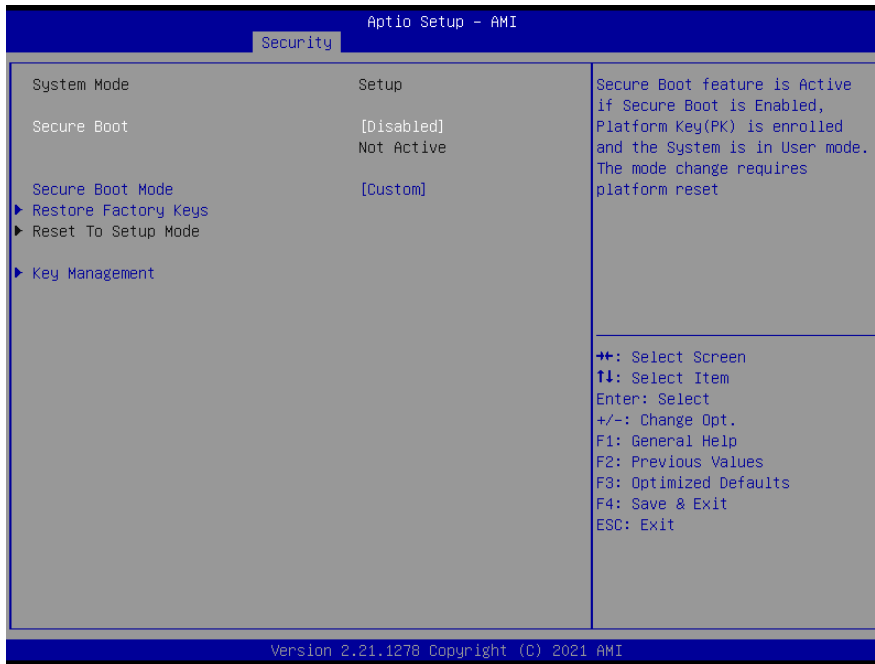 Aptio Setup – AMI
Security
System Mode Setup
Secure Boot [Disabled]
Not Active
Secure Boot Mode [Custom]
▶ Restore Factory Keys
▶ Reset To Setup Mode
▶ Key Management
Secure Boot feature is Active
if Secure Boot is Enabled,
Platform Key(PK) is enrolled
and the System is in User mode.
The mode change requires
platform reset
→←: Select Screen
↑↓: Select Item
Enter: Select
+/-: Change Opt.
F1: General Help
F2: Previous Values
F3: Optimized Defaults
F4: Save & Exit
ESC: Exit
Version 2.21.1278 Copyright (C) 2021 AMI